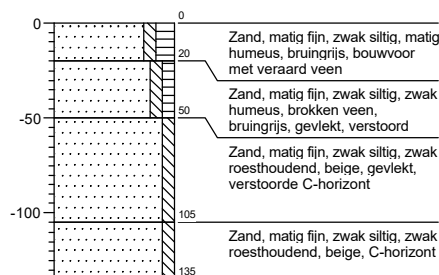 0
0
Zand, matig fijn, zwak siltig, matig
humeus, bruingrijs, bouwvoor
met veraard veen
20
Zand, matig fijn, zwak siltig, zwak
humeus, brokken veen,
bruingrijs, gevlekt, verstoord
-50
50
Zand, matig fijn, zwak siltig, zwak
roesthoudend, beige, gevlekt,
verstoorde C-horizont
-100
105
Zand, matig fijn, zwak siltig, zwak
roesthoudend, beige, C-horizont
135